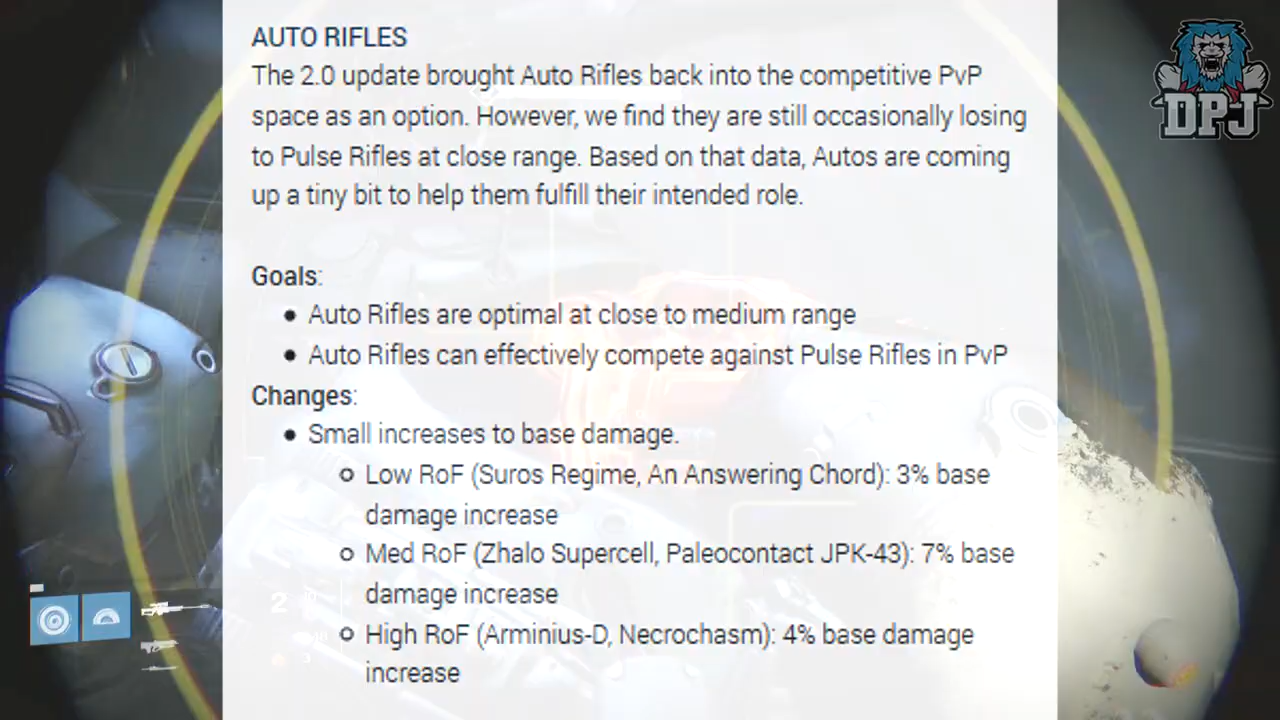 AUTO RIFLES
The 2.0 update brought Auto Rifles back into the competitive PvP
space as an option. However, we find they are still occasionally losing
to Pulse Rifles at close range. Based on that data, Autos are coming
up a tiny bit to help them fulfill their intended role.
Goals:
• Auto Rifles are optimal at close to medium range
• Auto Rifles can effectively compete against Pulse Rifles in PvP
Changes:
• Small increases to base damage.
o Low RoF (Suros Regime, An Answering Chord): 3% base
damage increase
o Med RoF (Zhalo Supercell, Paleocontact JPK-43): 7% base
damage increase
o High RoF (Arminius-D, Necrochasm): 4% base damage
increase
DPJ
2